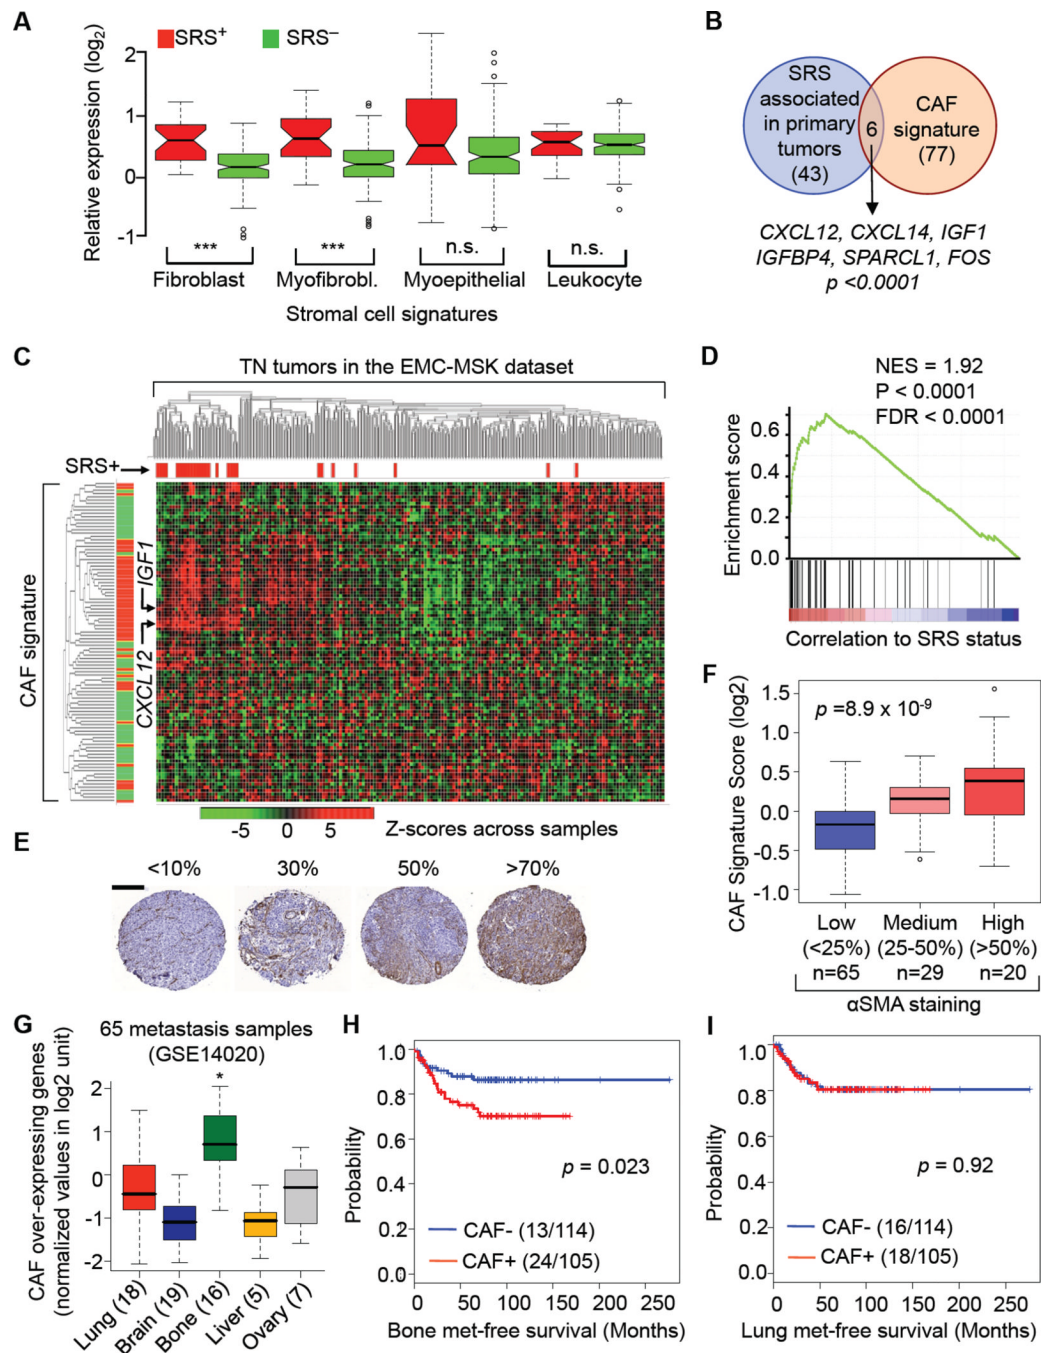 A
SRS+ SRS–
Relative expression (log2)
2
1
0
-1
*** *** n.s. n.s.
Fibroblast Myofibrobl. Myoepithelial Leukocyte
Stromal cell signatures
B
SRS
associated
in primary
tumors
(43)
6
CAF
signature
(77)
CXCL12, CXCL14, IGF1
IGFBP4, SPARCL1, FOS
p <0.0001
C
TN tumors in the EMC-MSK dataset
SRS+
CAF signature
IGF1
CXCL12
-5 0 5
Z-scores across samples
D
NES = 1.92
P < 0.0001
FDR < 0.0001
Enrichment score
0.6
0.4
0.2
0.0
Correlation to SRS status
E
<10% 30% 50% >70%
F
p =8.9 x 10-9
CAF Signature Score (log2)
1.5
1.0
0.5
0.0
-0.5
-1.0
Low Medium High
(<25%) (25-50%) (>50%)
n=65 n=29 n=20
αSMA staining
G
65 metastasis samples
(GSE14020)
CAF over-expressing genes
(normalized values in log2 unit)
2
1
0
-1
-2
*
Lung (18) Brain (19) Bone (16) Liver (5) Ovary (7)
H
Probability
1.0
0.8
0.6
0.4
0.2
0.0
p = 0.023
CAF- (13/114)
CAF+ (24/105)
0 50 100 150 200 250
Bone met-free survival (Months)
I
Probability
1.0
0.8
0.6
0.4
0.2
0.0
p = 0.92
CAF- (16/114)
CAF+ (18/105)
0 50 100 150 200 250
Lung met-free survival (Months)